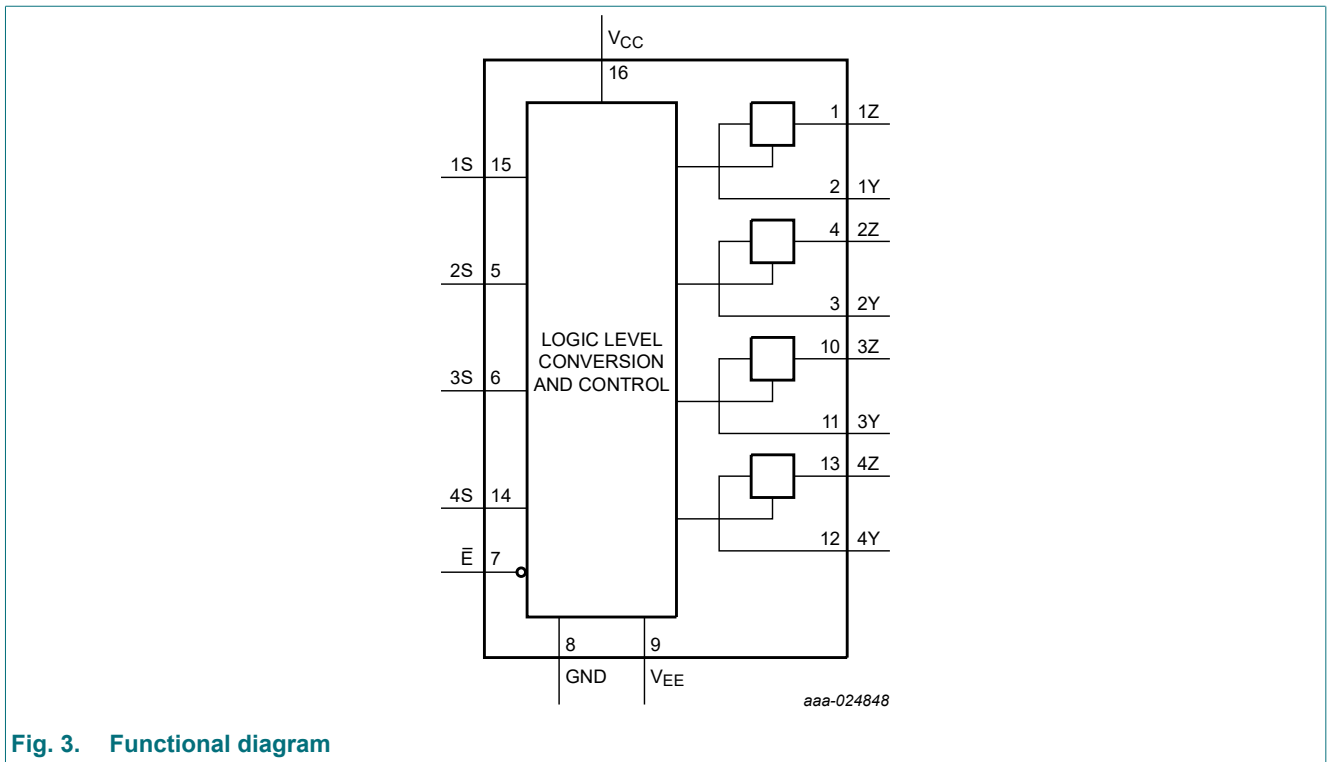 VCC
16
1 1Z
1S 15
2 1Y
4 2Z
2S 5
3 2Y
LOGIC LEVEL
CONVERSION
AND CONTROL
10 3Z
3S 6
11 3Y
13 4Z
4S 14
12 4Y
E̅ 7
8 9
GND VEE
aaa-024848
Fig. 3. Functional diagram